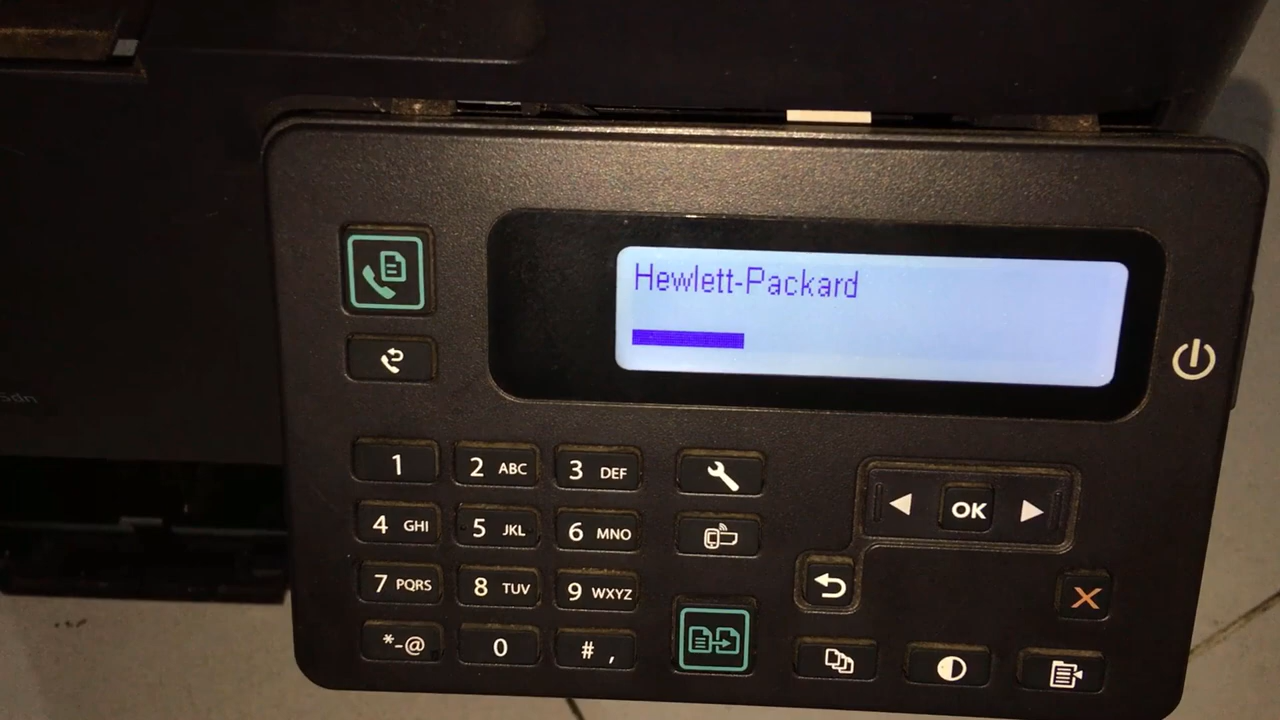 Hewlett-Packard
1
2 ABC
3 DEF
4 GHI
5 JKL
OK
6 MNO
7 PQRS
8 TUV
9 WXYZ
*-@
0
# ,